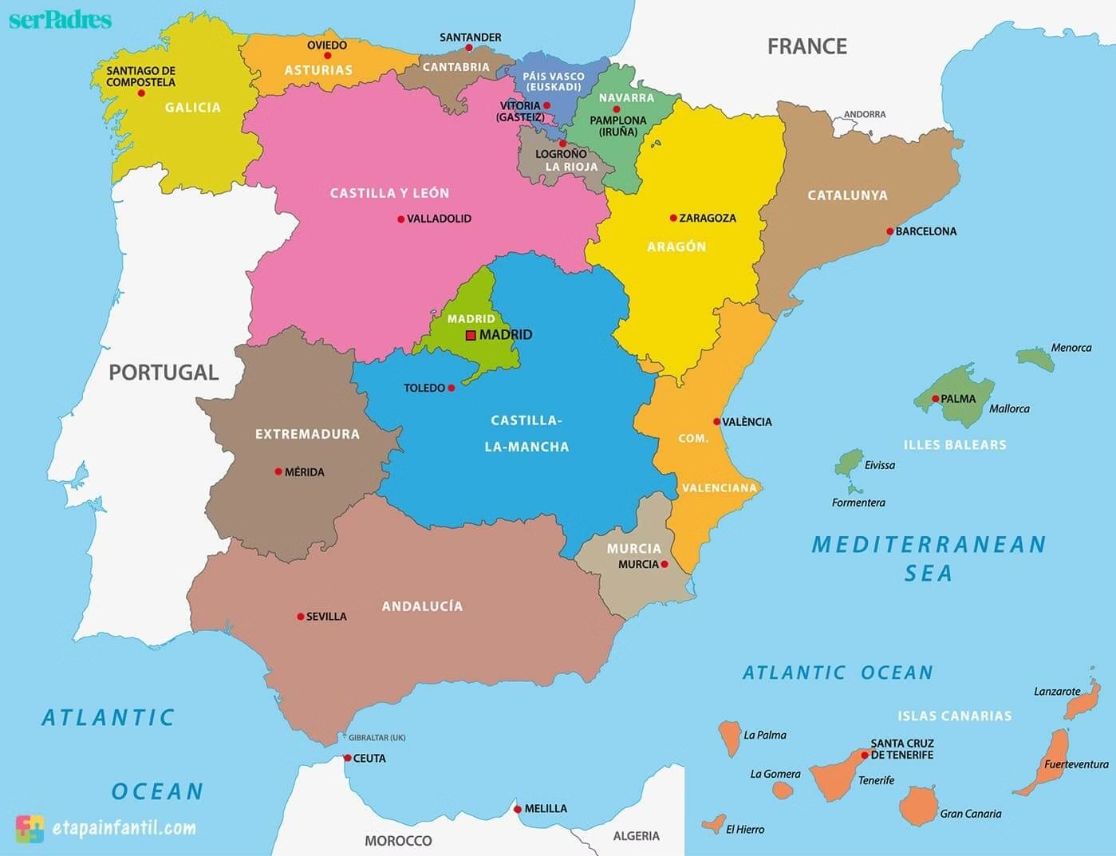 serPadres
FRANCE
SANTANDER
OVIEDO
ASTURIAS
CANTABRIA
SANTIAGO DE
COMPOSTELA
GALICIA
PÁIS VASCO
(EUSKADI)
VITORIA
(GASTEIZ)
NAVARRA
PAMPLONA
(IRUÑA)
ANDORRA
LOGROÑO
LA RIOJA
CASTILLA Y LEÓN
VALLADOLID
ZARAGOZA
ARAGÓN
CATALUNYA
BARCELONA
MADRID
MADRID
PORTUGAL
TOLEDO
CASTILLA-
LA-MANCHA
EXTREMADURA
MÉRIDA
VALÈNCIA
COM.
VALENCIANA
Menorca
PALMA
Mallorca
ILLES BALEARS
Eivissa
Formentera
MEDITERRANEAN
SEA
MURCIA
MURCIA
ANDALUCÍA
SEVILLA
ATLANTIC
OCEAN
GIBRALTAR (UK)
CEUTA
MELILLA
MOROCCO
ALGERIA
ATLANTIC OCEAN
ISLAS CANARIAS
Lanzarote
La Palma
SANTA CRUZ
DE TENERIFE
Fuerteventura
La Gomera
Tenerife
Gran Canaria
El Hierro
etapainfantil.com